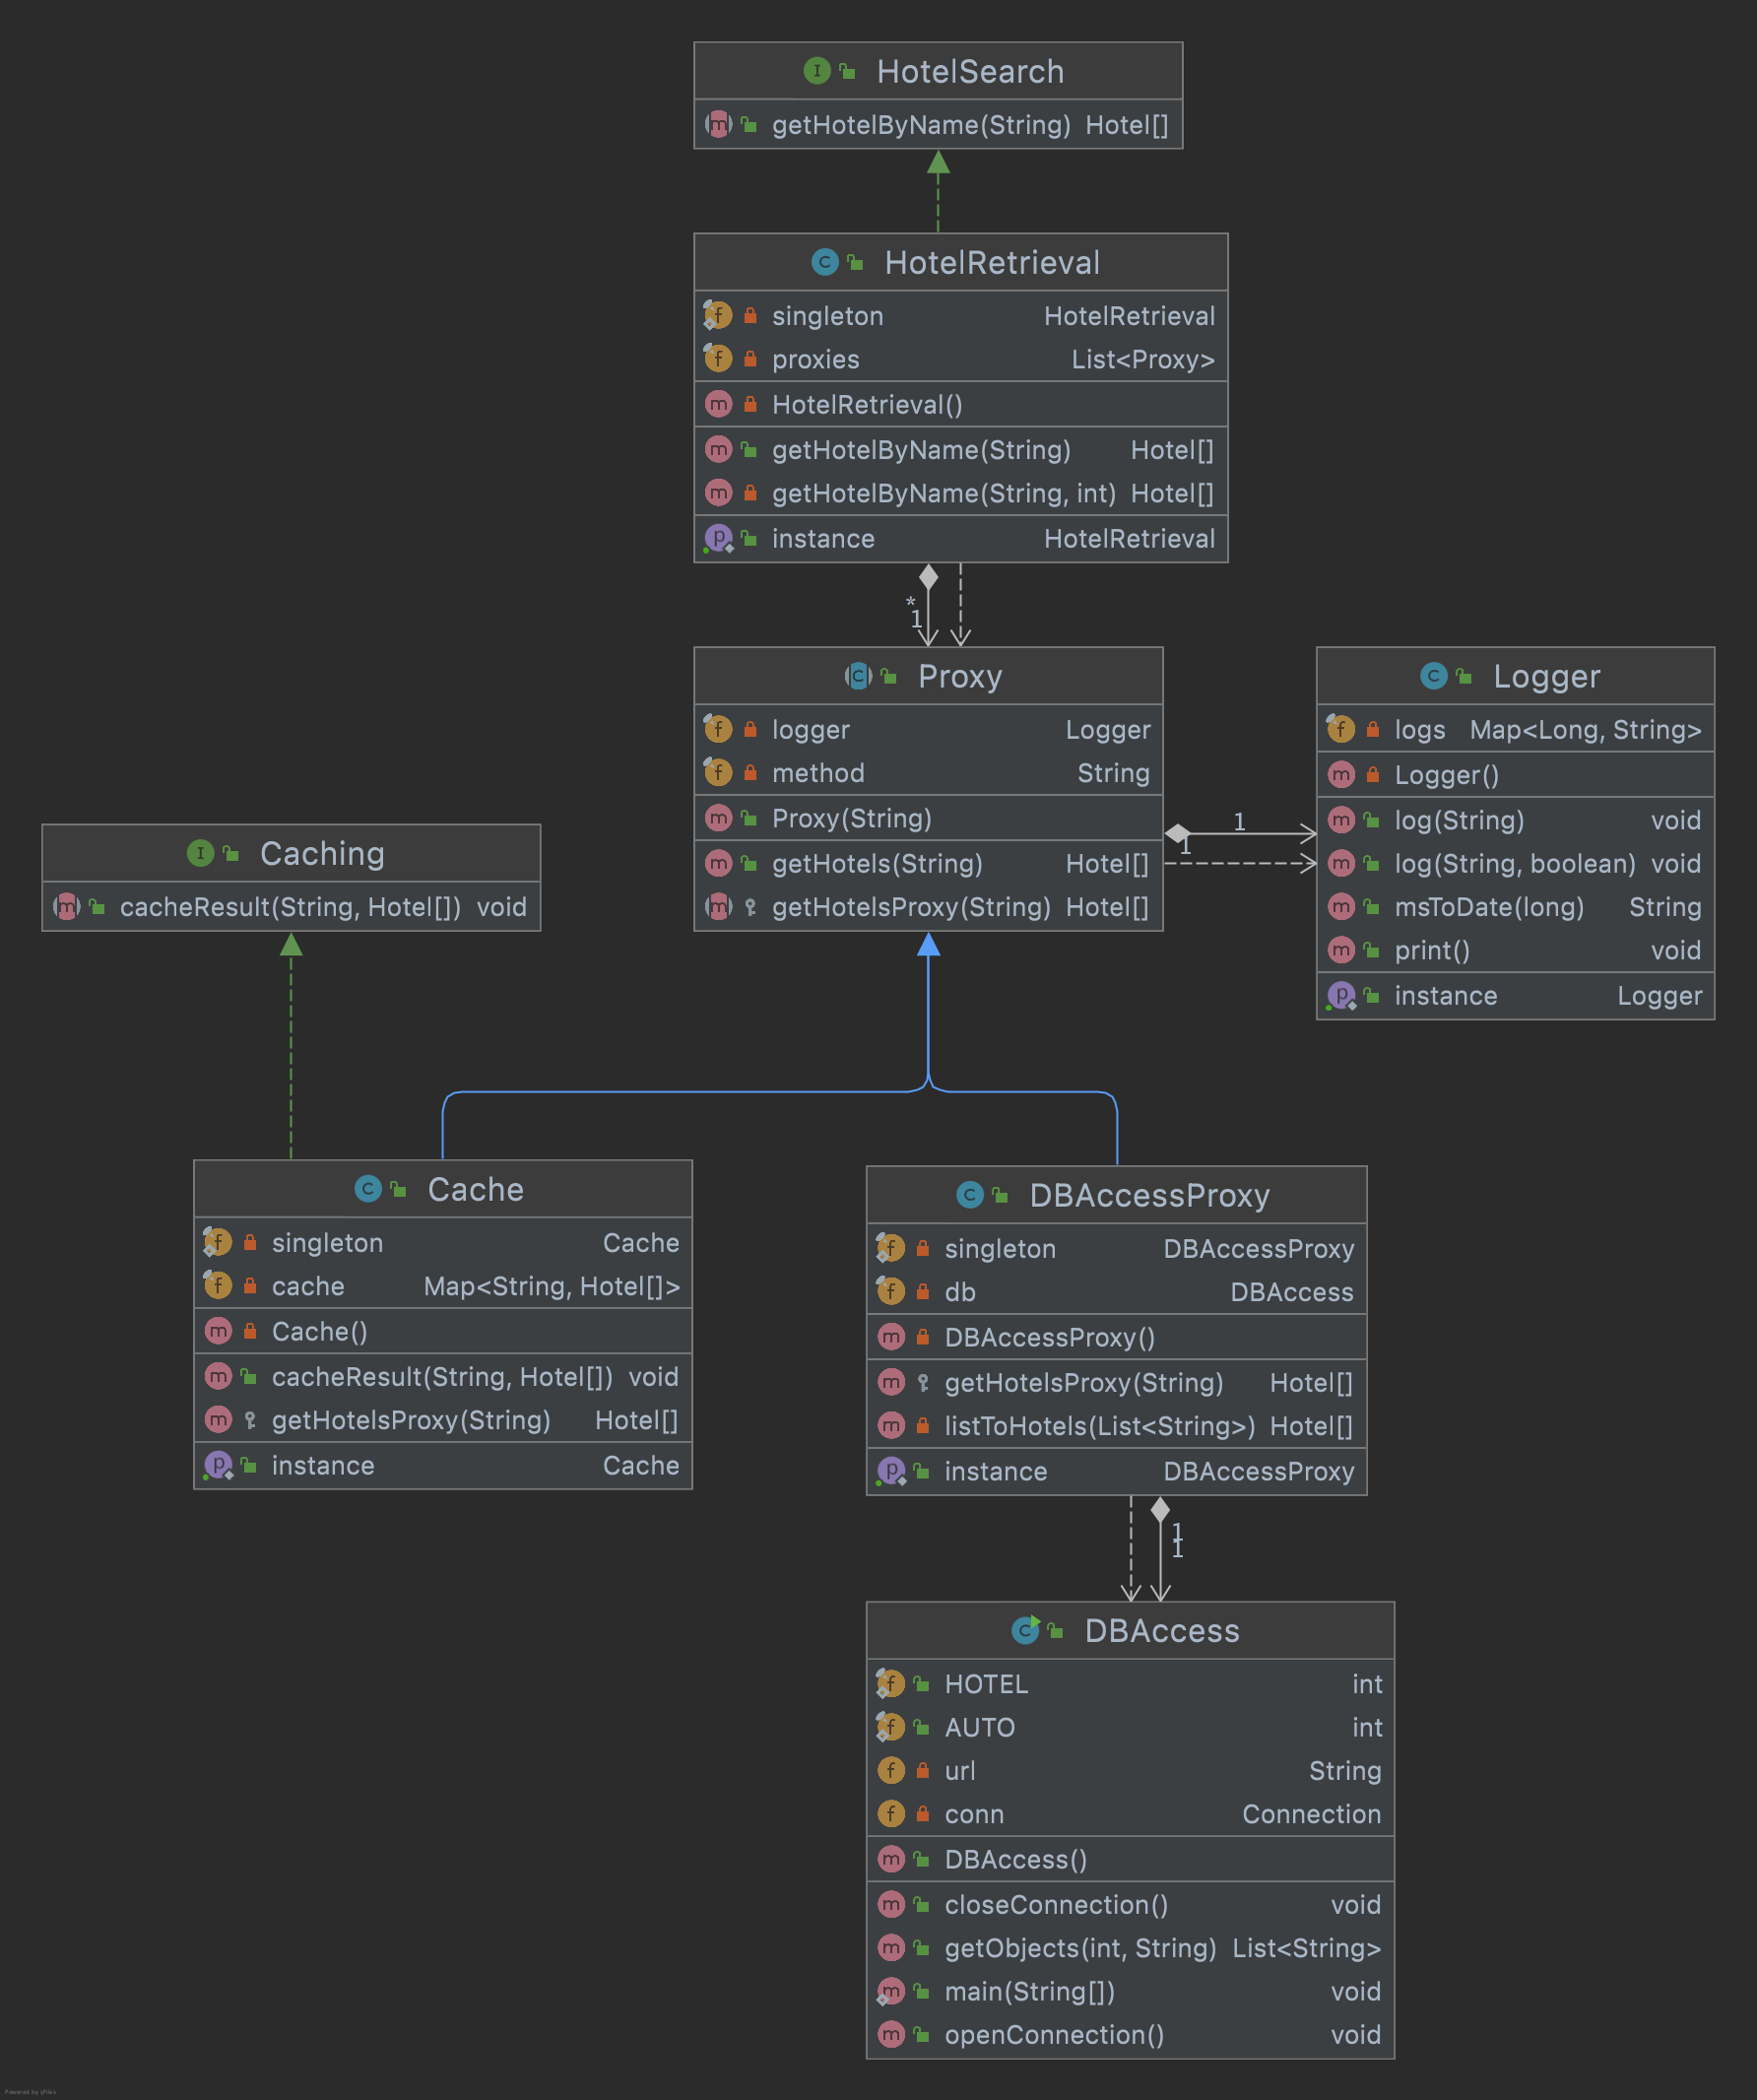 HotelSearch
getHotelByName(String) Hotel[]
HotelRetrieval
singleton HotelRetrieval
proxies List<Proxy>
HotelRetrieval()
getHotelByName(String) Hotel[]
getHotelByName(String, int) Hotel[]
instance HotelRetrieval
*
1
Proxy
logger Logger
method String
Proxy(String)
getHotels(String) Hotel[]
getHotelsProxy(String) Hotel[]
1
1
Logger
logs Map<Long, String>
Logger()
log(String) void
log(String, boolean) void
msToDate(long) String
print() void
instance Logger
Caching
cacheResult(String, Hotel[]) void
Cache
singleton Cache
cache Map<String, Hotel[]>
Cache()
cacheResult(String, Hotel[]) void
getHotelsProxy(String) Hotel[]
instance Cache
DBAccessProxy
singleton DBAccessProxy
db DBAccess
DBAccessProxy()
getHotelsProxy(String) Hotel[]
listToHotels(List<String>) Hotel[]
instance DBAccessProxy
1
1
DBAccess
HOTEL int
AUTO int
url String
conn Connection
DBAccess()
closeConnection() void
getObjects(int, String) List<String>
main(String[]) void
openConnection() void
Powered by yFiles